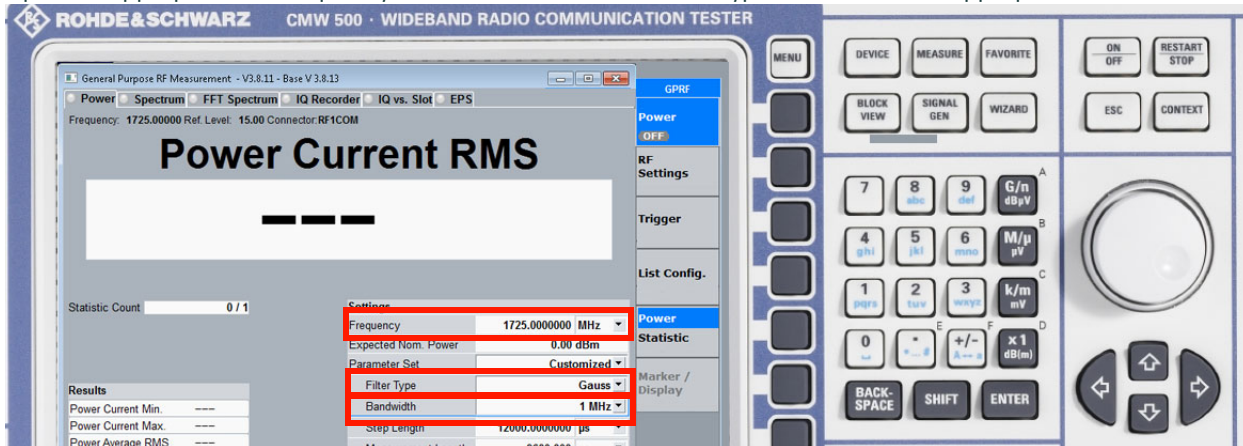 ROHDE&SCHWARZ CMW 500 · WIDEBAND RADIO COMMUNICATION TESTER
General Purpose RF Measurement - V3.8.11 - Base V 3.8.13
Power Spectrum FFT Spectrum IQ Recorder IQ vs. Slot EPS
Frequency: 1725.00000 Ref. Level: 15.00 Connector:RF1COM
Power Current RMS
---
Statistic Count 0 / 1
Settings
Frequency 1725.0000000 MHz
Expected Nom. Power 0.00 dBm
Parameter Set Customized
Filter Type Gauss
Bandwidth 1 MHz
Step Length 12000.0000000 µs
Results
Power Current Min. ---
Power Current Max. ---
Power Average RMS ---
GPRF
Power
OFF
RF
Settings
Trigger
List Config.
Power
Statistic
Marker /
Display
MENU
DEVICE MEASURE FAVORITE
BLOCK VIEW SIGNAL GEN WIZARD
ON OFF RESTART STOP
ESC CONTEXT
7 8 abc 9 def G/n dBµV A
4 ghi 5 jkl 6 mno M/µ µV B
1 pqrs 2 tuv 3 wxyz k/m mV C
0 . # E +/- A↔a F x1 dB(m) D
BACK-SPACE SHIFT ENTER